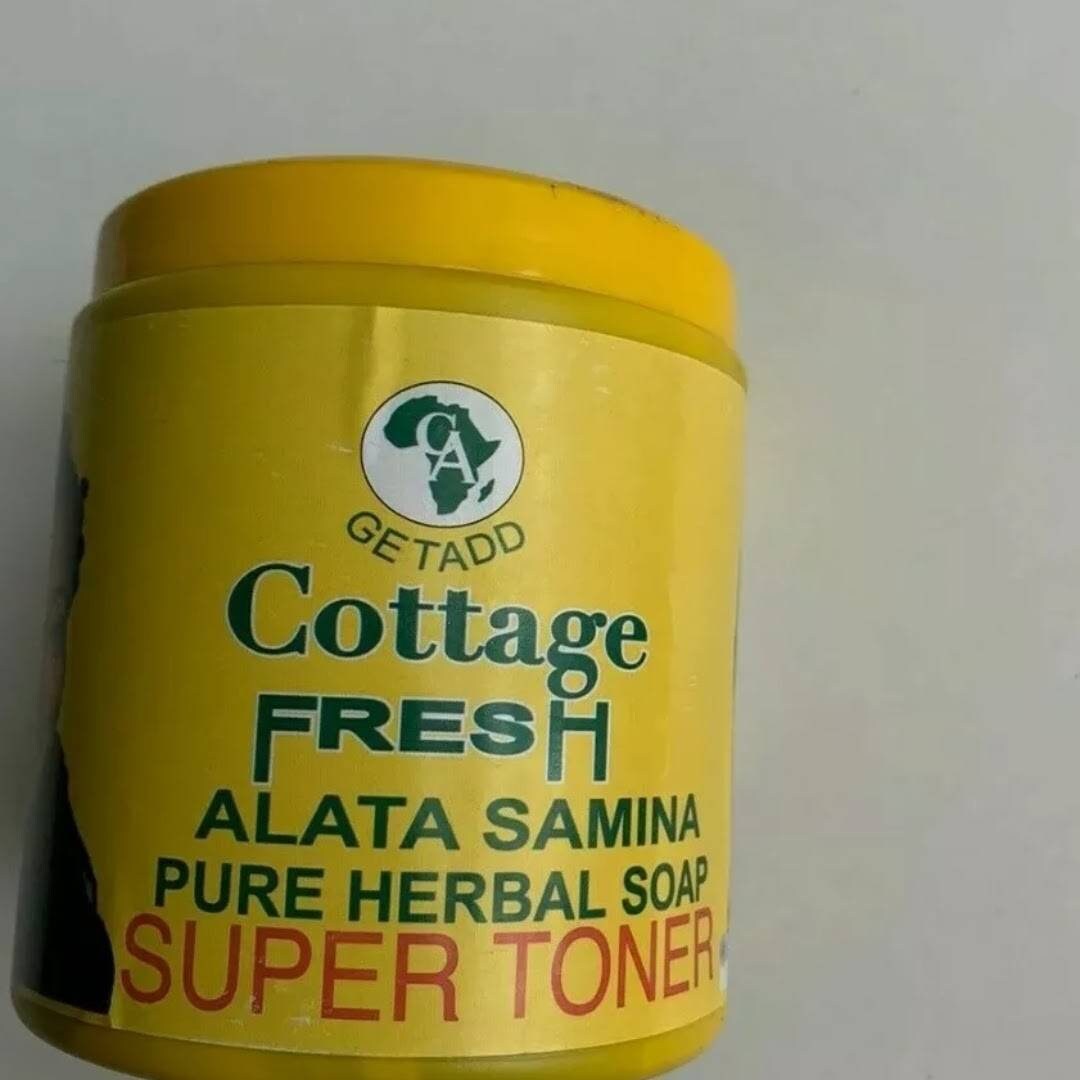 CA
GETADD
Cottage
FRESH
ALATA SAMINA
PURE HERBAL SOAP
SUPER TONER